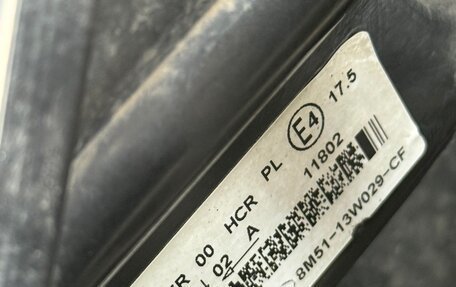 R 00 HCR PL E4 17.5
02 A 11802
8M51-13W029-CF